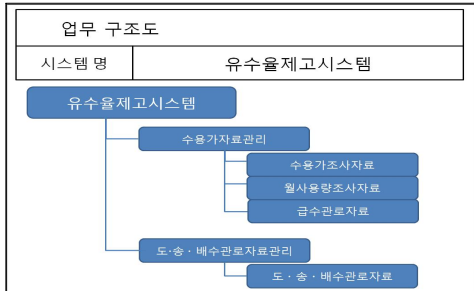 업무 구조도
시스템 명 유수율제고시스템
유수율제고시스템
수용가자료관리
수용가조사자료
월사용량조사자료
급수관로자료
도·송·배수관로자료관리
도·송·배수관로자료